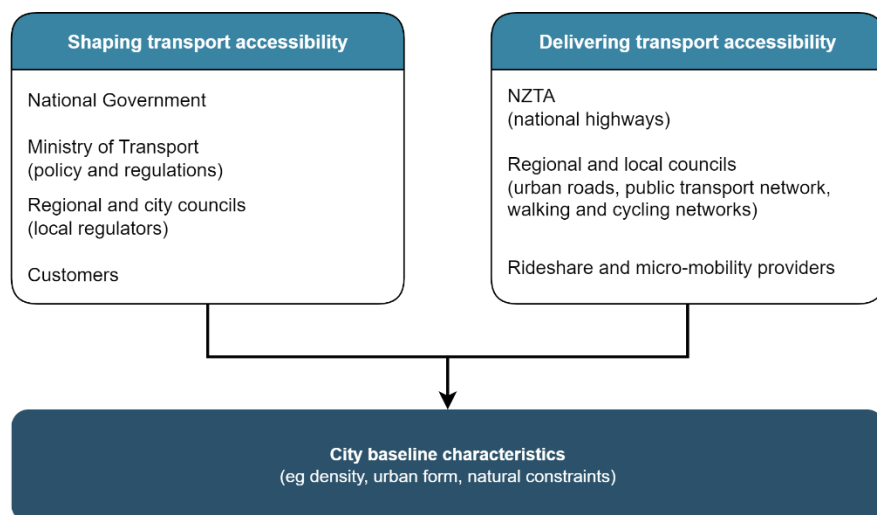 Shaping transport accessibility
National Government
Ministry of Transport
(policy and regulations)
Regional and city councils
(local regulators)
Customers
Delivering transport accessibility
NZTA
(national highways)
Regional and local councils
(urban roads, public transport network,
walking and cycling networks)
Rideshare and micro-mobility providers
City baseline characteristics
(eg density, urban form, natural constraints)